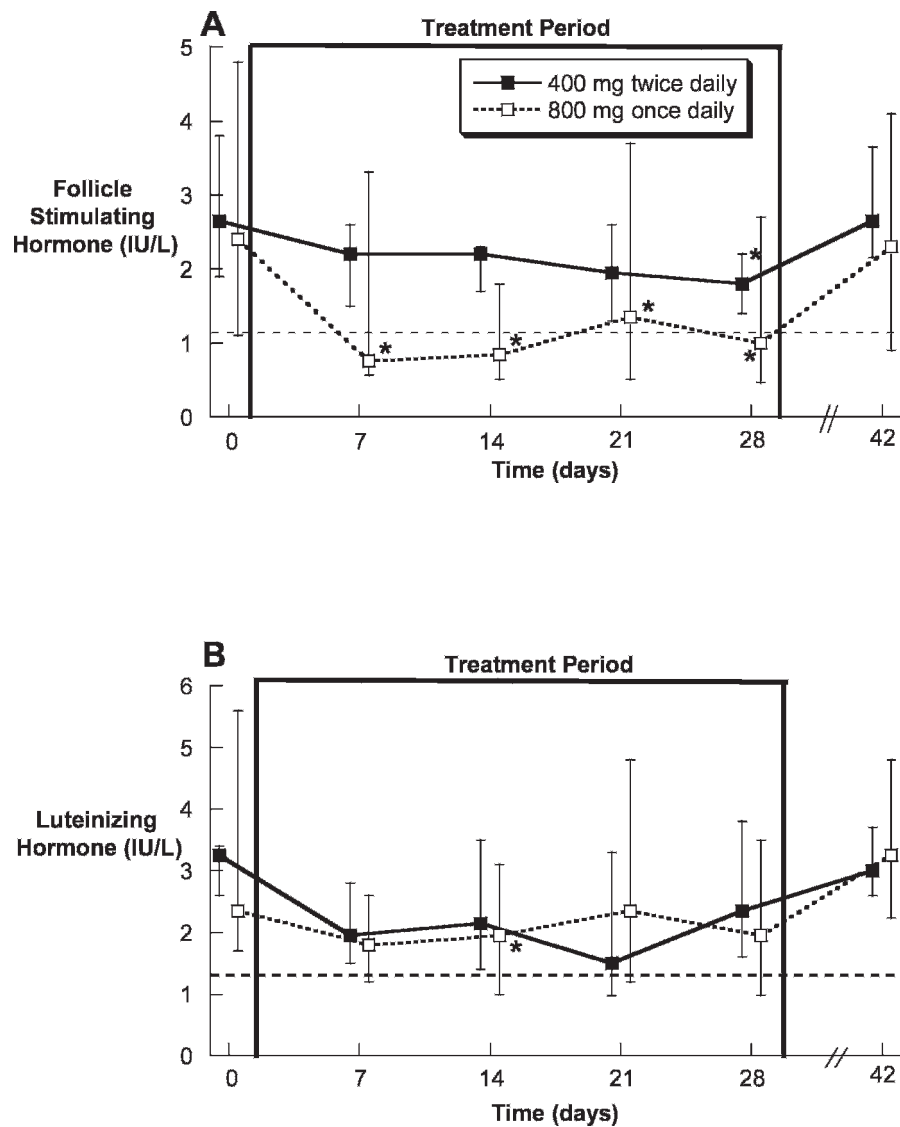 A
Treatment Period
5
400 mg twice daily
800 mg once daily
4
3
Follicle
Stimulating
Hormone (IU/L)
2
*
*
*
*
*
1
0
0 7 14 21 28 // 42
Time (days)
B
Treatment Period
6
5
4
Luteinizing
Hormone (IU/L)
3
2
*
1
0
0 7 14 21 28 // 42
Time (days)